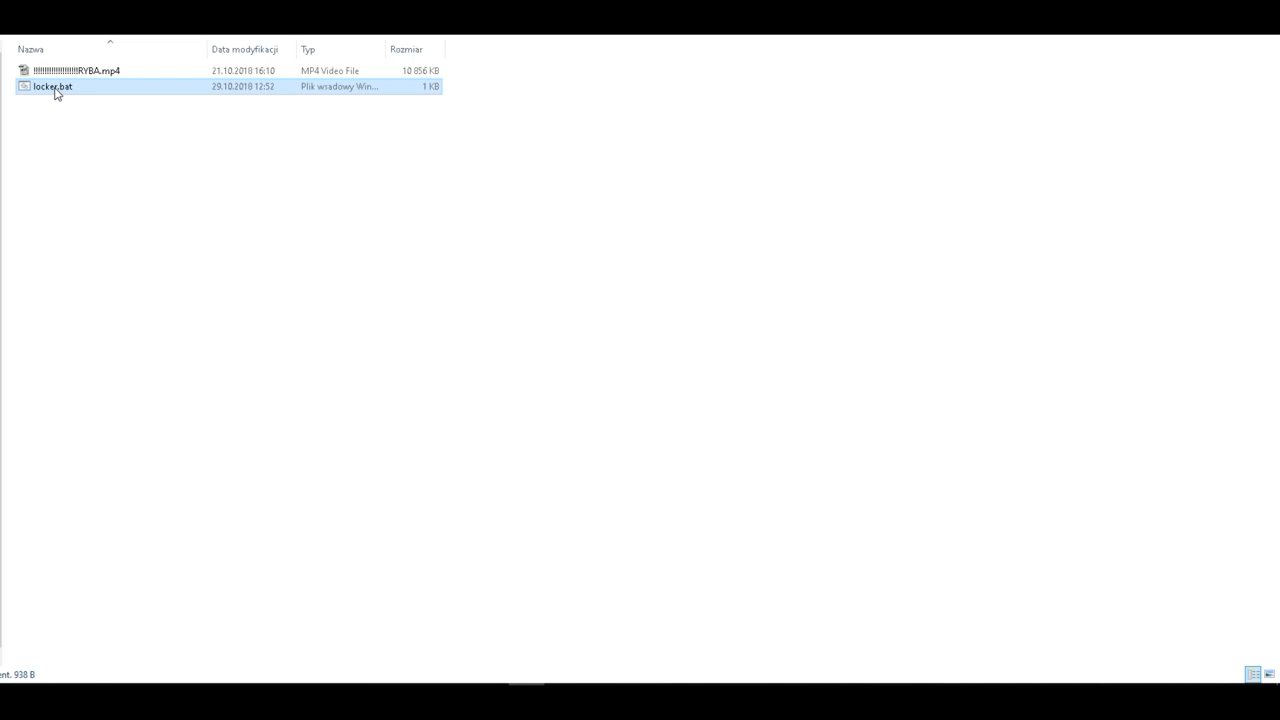 Nazwa Data modyfikacji Typ Rozmiar
!!!!!!!!!!!!!!!!!!!!RYBA.mp4 21.10.2018 16:10 MP4 Video File 10 856 KB
locker.bat 29.10.2018 12:52 Plik wsadowy Win... 1 KB
ent. 938 B